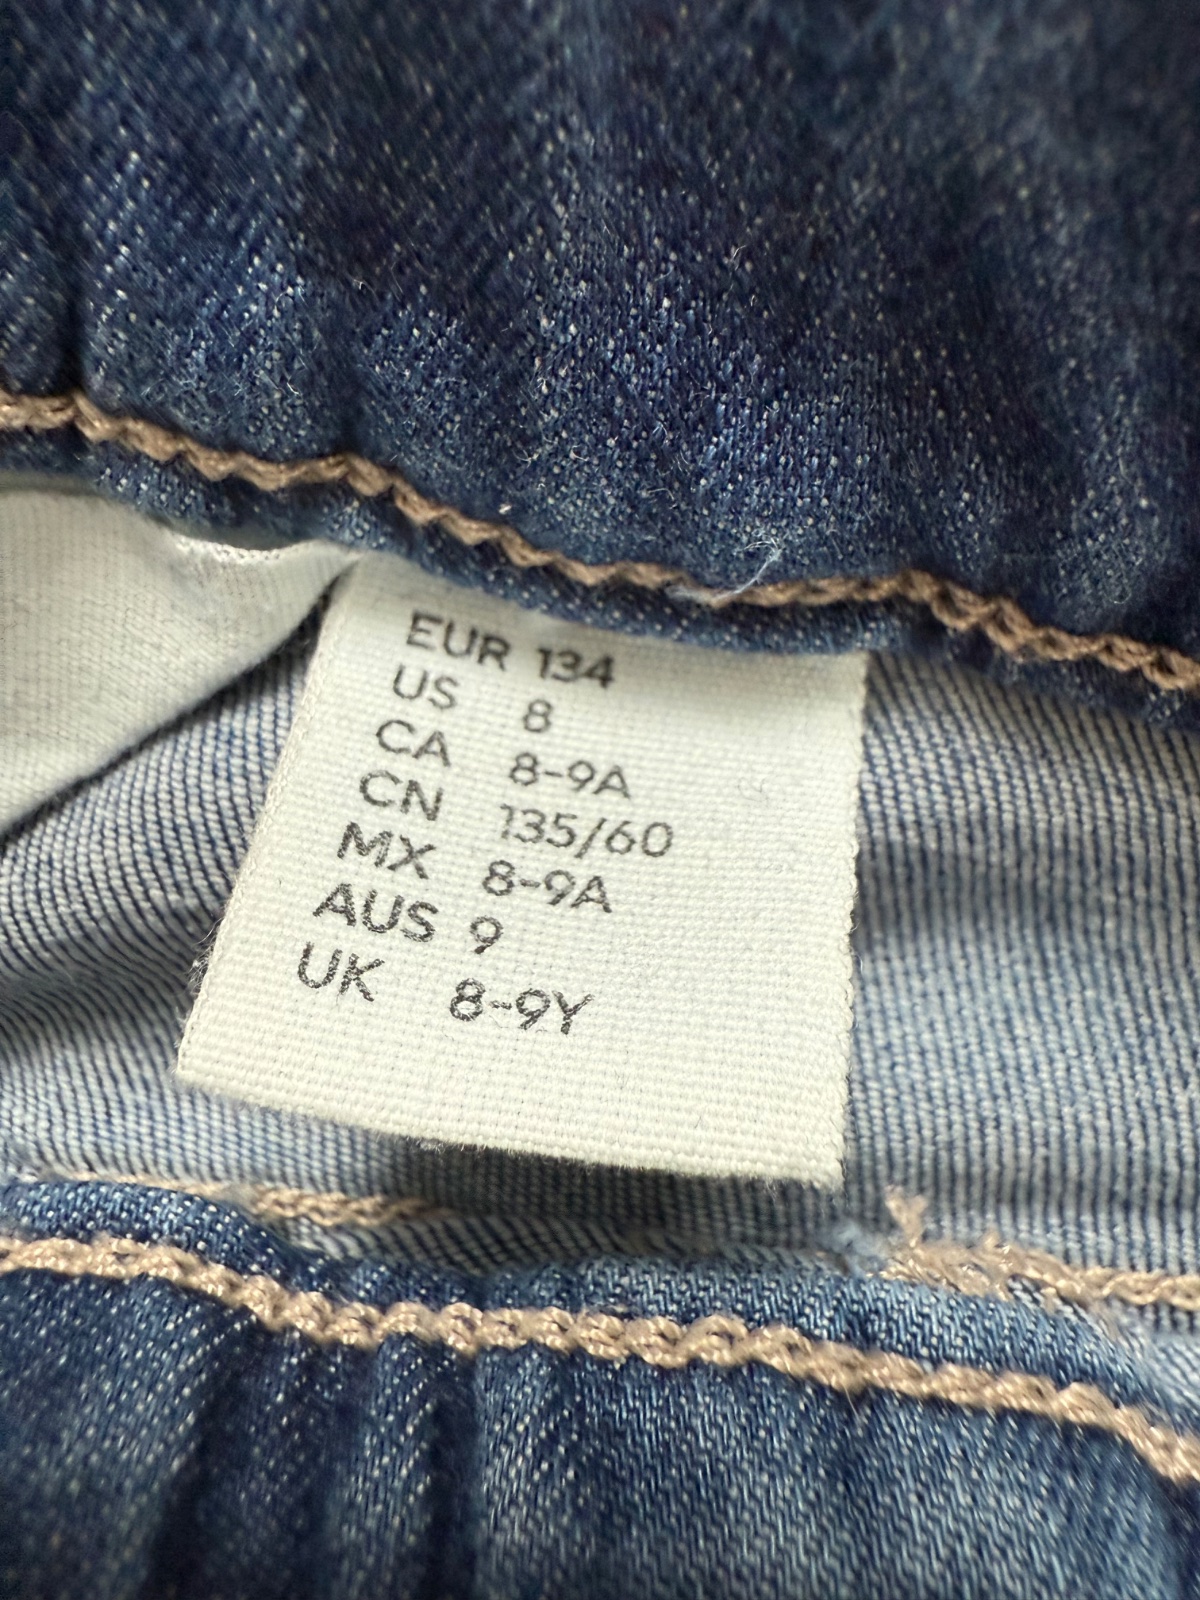 EUR 134
US 8
CA 8-9A
CN 135/60
MX 8-9A
AUS 9
UK 8-9Y